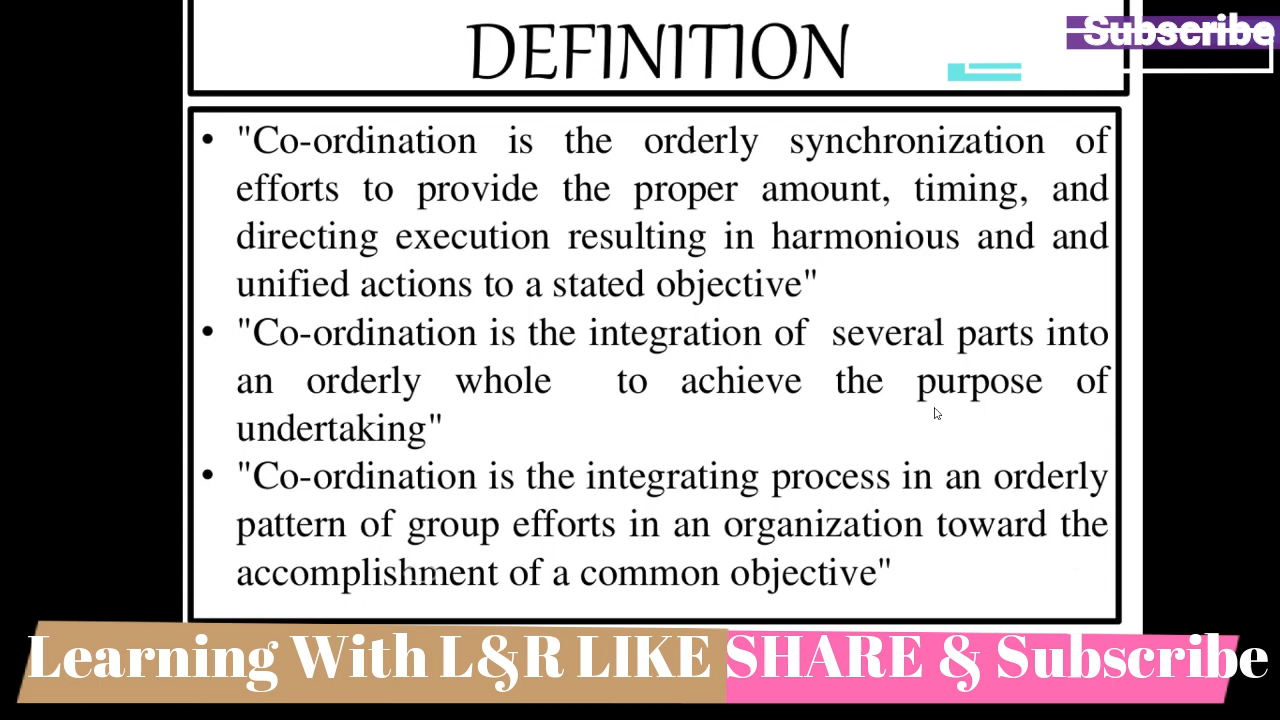 DEFINITION
Subscribe
• "Co-ordination is the orderly synchronization of
efforts to provide the proper amount, timing, and
directing execution resulting in harmonious and and
unified actions to a stated objective"
• "Co-ordination is the integration of several parts into
an orderly whole to achieve the purpose of
undertaking"
• "Co-ordination is the integrating process in an orderly
pattern of group efforts in an organization toward the
accomplishment of a common objective"
Learning With L&R LIKE SHARE & Subscribe